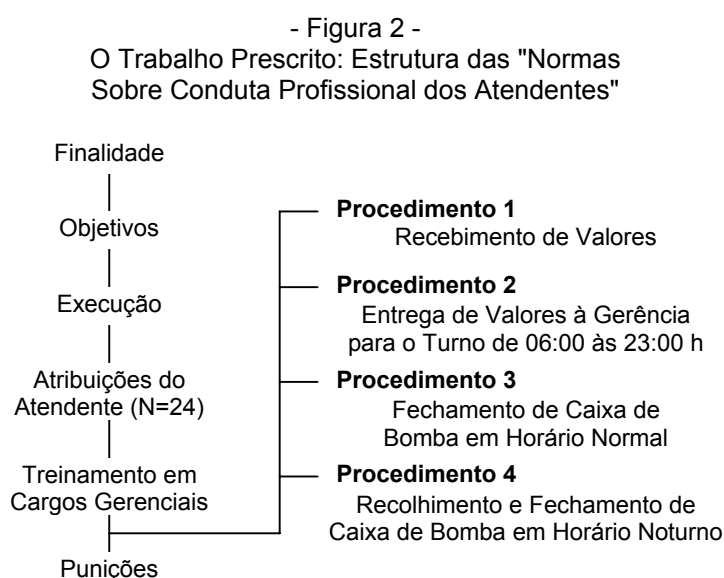 - Figura 2 -
O Trabalho Prescrito: Estrutura das "Normas
Sobre Conduta Profissional dos Atendentes"
Finalidade
Objetivos
Execução
Atribuições do
Atendente (N=24)
Treinamento em
Cargos Gerenciais
Punições
Procedimento 1
Recebimento de Valores
Procedimento 2
Entrega de Valores à Gerência
para o Turno de 06:00 às 23:00 h
Procedimento 3
Fechamento de Caixa de
Bomba em Horário Normal
Procedimento 4
Recolhimento e Fechamento de
Caixa de Bomba em Horário Noturno